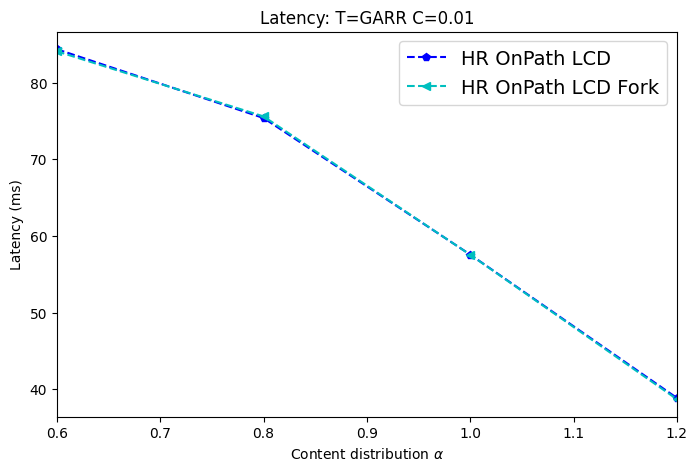 Latency: T=GARR C=0.01
HR OnPath LCD
HR OnPath LCD Fork
Latency (ms)
80
70
60
50
40
0.6 0.7 0.8 0.9 1.0 1.1 1.2
Content distribution α